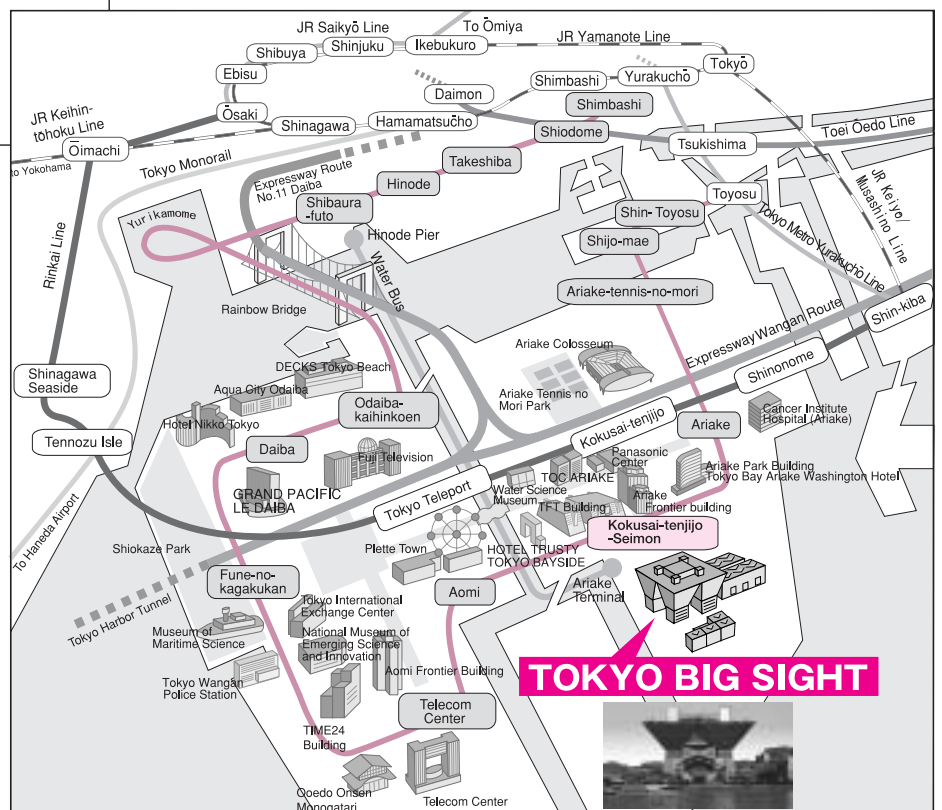 To Ōmiya
JR Saikyō Line
JR Yamanote Line
Shibuya
Shinjuku
Ikebukuro
Ebisu
Tokyō
Yurakuchō
Shimbashi
Daimon
Shimbashi
JR Keihin-
tōhoku Line
Ōsaki
Shinagawa
Hamamatsūcho
Shiodome
Toei Ōedo Line
Ōimachi
to Yokohama
Tsukishima
Tokyo Monorail
Expressway Route
No.11 Daiba
Takeshiba
Hinode
JR Keiyo/
Musashino Line
Toyosu
Shibaura
-futo
Yurikamome
Shin-Toyosu
Tokyo Metro Yurakuchō Line
Hinode Pier
Shijo-mae
Water Bus
Rinkai Line
Ariake-tennis-no-mori
Rainbow Bridge
Shin-kiba
Expressway Wangan Route
Ariake Colosseum
DECKS Tokyo Beach
Shinonome
Shinagawa
Seaside
Aqua City Odaiba
Ariake Tennis no
Mori Park
Odaiba-
kaihinkoen
Cancer Institute
Hospital (Ariake)
Hotel Nikko Tokyo
Kokusai-tenjijo
Ariake
Tennozu Isle
Daiba
Fuji Television
Panasonic
Center
TOC ARIAKE
Ariake Park Building
Tokyo Bay Ariake Washington Hotel
GRAND PACIFIC
LE DAIBA
Tokyo Teleport
Water Science
Museum
TFT Building
Ariake
Frontier building
Kokusai-tenjijo
-Seimon
To Haneda Airport
Shiokaze Park
Plette Town
HOTEL TRUSTY
TOKYO BAYSIDE
Fune-no-
kagakukan
Aomi
Ariake
Terminal
Tokyo Harbor Tunnel
Tokyo International
Exchange Center
Museum of
Maritime Science
National Museum of
Emerging Science
and Innovation
Aomi Frontier Building
Tokyo Wangan
Police Station
TOKYO BIG SIGHT
Telecom
Center
TIME24
Building
Ooedo Onsen
Monogatari
Telecom Center